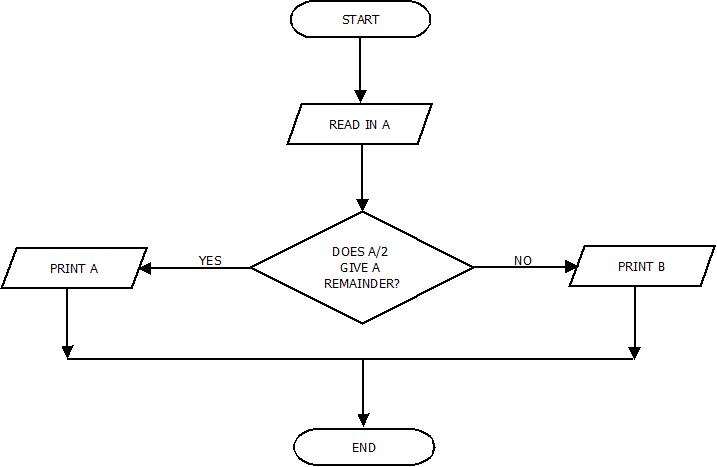 START
READ IN A
DOES A/2
GIVE A
REMAINDER?
YES
NO
PRINT A
PRINT B
END